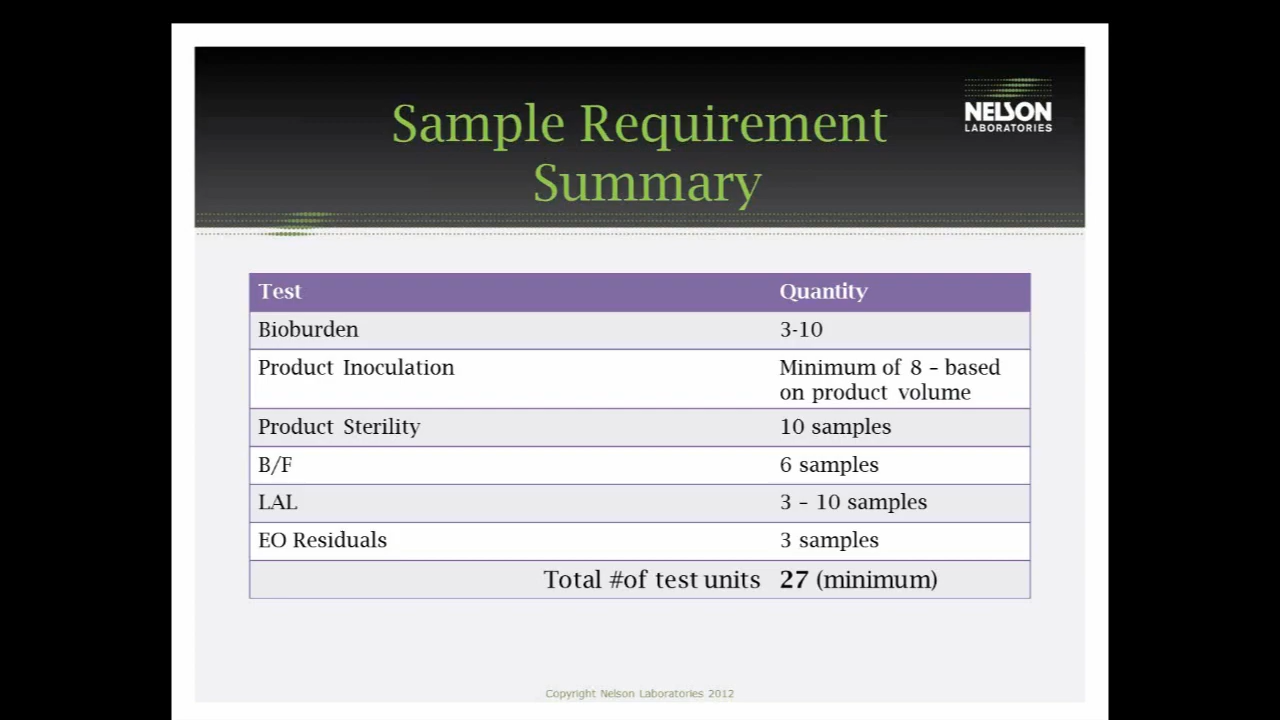 Sample Requirement
Summary
NELSON
LABORATORIES
Test Quantity
Bioburden 3-10
Product Inoculation Minimum of 8 – based
on product volume
Product Sterility 10 samples
B/F 6 samples
LAL 3 – 10 samples
EO Residuals 3 samples
Total #of test units 27 (minimum)
Copyright Nelson Laboratories 2012